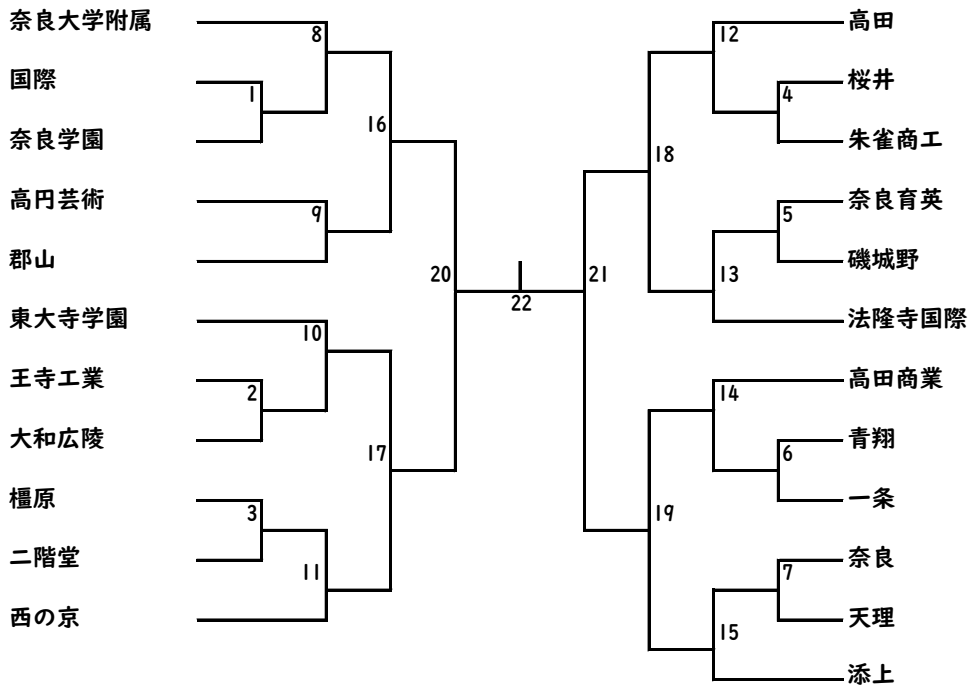 奈良大学附属
国際
奈良学園
高円芸術
郡山
東大寺学園
王寺工業
大和広陵
橿原
二階堂
西の京
8
1
16
9
20
10
2
17
3
11
22
12
4
18
5
21
13
14
6
19
7
15
高田
桜井
朱雀商工
奈良育英
磯城野
法隆寺国際
高田商業
青翔
一条
奈良
天理
添上